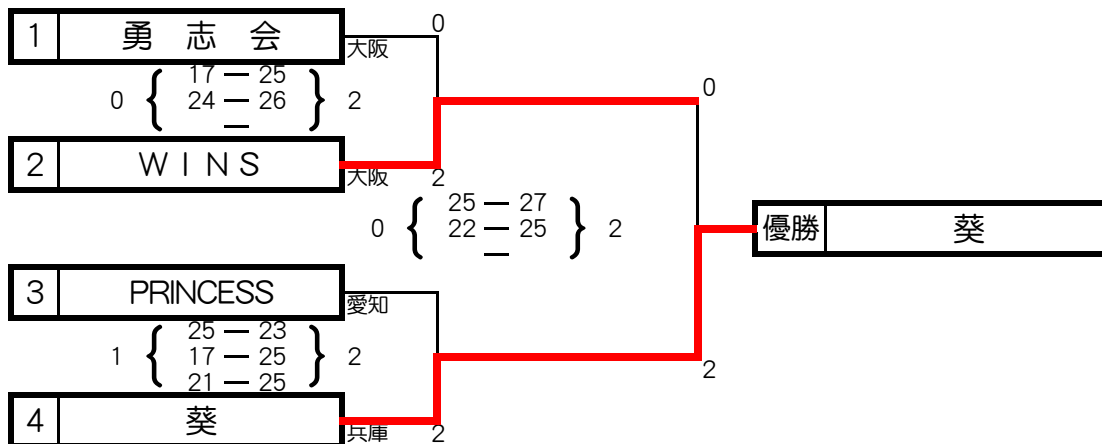 0
1 勇 志 会 大阪
17 — 25
0 { 24 — 26 } 2
—
0
2 WINS 大阪
2
25 — 27
0 { 22 — 25 } 2
—
優勝 葵
3 PRINCESS 愛知
25 — 23
1 { 17 — 25 } 2
21 — 25
2
4 葵 兵庫
2